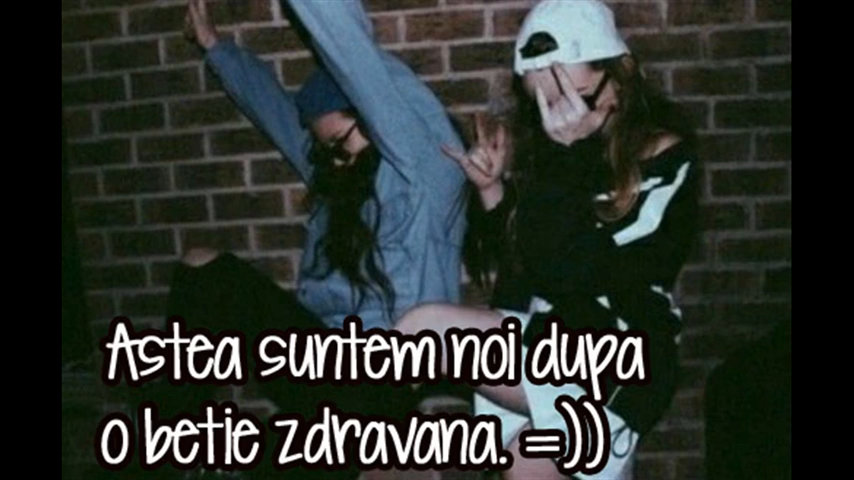 Astea suntem noi dupa
o betie zdravana. =))